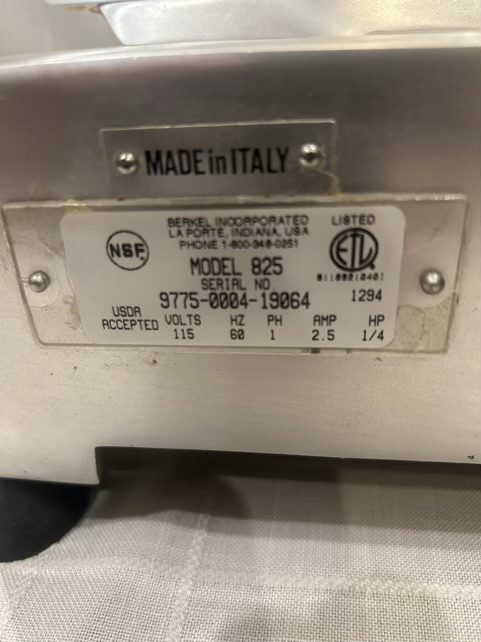 MADE in ITALY
BERKEL INCORPORATED
LA PORTE, INDIANA, USA
PHONE 1-800-348-0251
LISTED
NSF
ETL
MODEL 825
SERIAL NO.
9775-0004-19064
1294
USDA
ACCEPTED
VOLTS HZ PH AMP HP
115 60 1 2.5 1/4